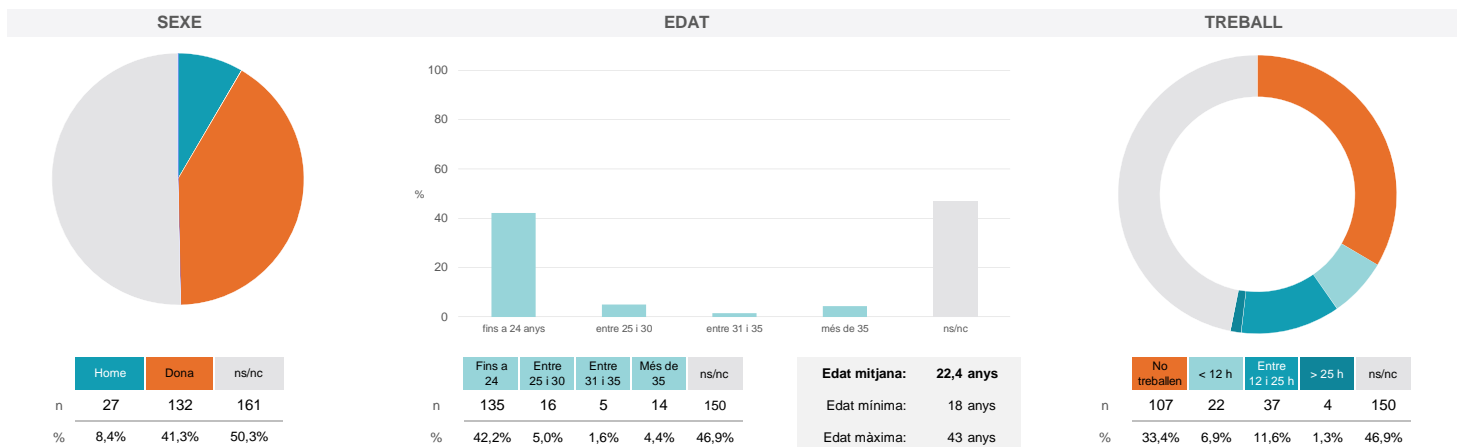 SEXE EDAT TREBALL
100
80
60
%
40
20
0
fins a 24 anys entre 25 i 30 entre 31 i 35 més de 35 ns/nc
Home Dona ns/nc
n 27 132 161
% 8,4% 41,3% 50,3%
Fins a 24 Entre 25 i 30 Entre 31 i 35 Més de 35 ns/nc
n 135 16 5 14 150
% 42,2% 5,0% 1,6% 4,4% 46,9%
Edat mitjana: 22,4 anys
Edat mínima: 18 anys
Edat màxima: 43 anys
No treballen < 12 h Entre 12 i 25 h > 25 h ns/nc
n 107 22 37 4 150
% 33,4% 6,9% 11,6% 1,3% 46,9%